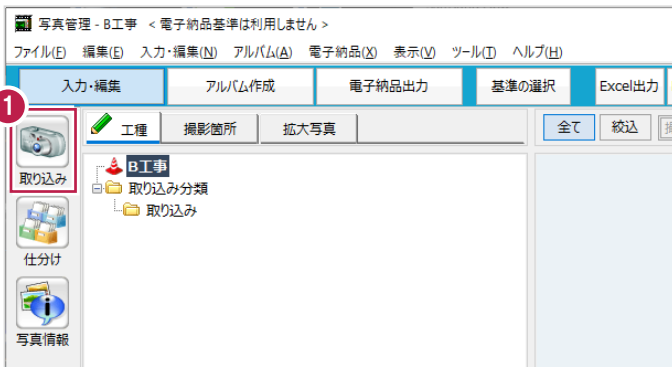 写真管理 - B工亊 < 電子納品基準は利用しません >
ファイル(F) 編集(E) 入力・編集(N) アルバム(A) 電子納品(X) 表示(V) ツール(T) ヘルプ(H)
入力・編集 アルバム作成 電子納品出力 基準の選択 Excel出力
1
取り込み
工種 撮影箇所 拡大写真 全て 絞込
B工事
取り込み分類
取り込み
仕分け
写真情報